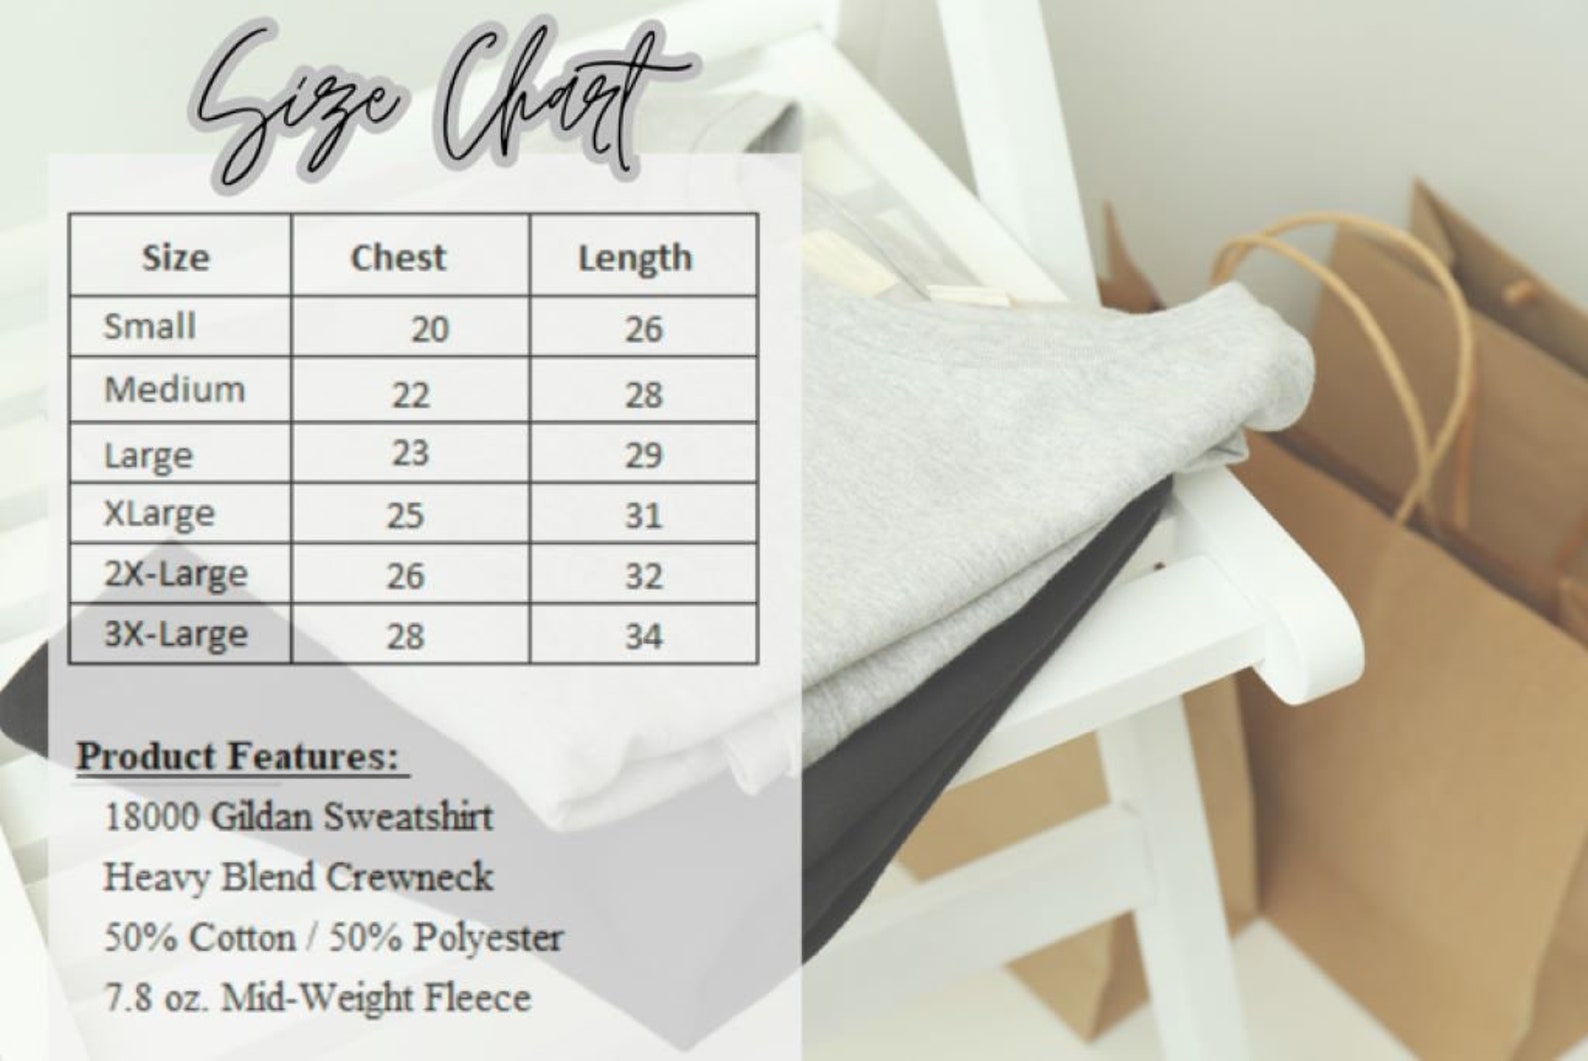 Size Chart
Size Chest Length
Small 20 26
Medium 22 28
Large 23 29
XLarge 25 31
2X-Large 26 32
3X-Large 28 34
Product Features:
18000 Gildan Sweatshirt
Heavy Blend Crewneck
50% Cotton / 50% Polyester
7.8 oz. Mid-Weight Fleece